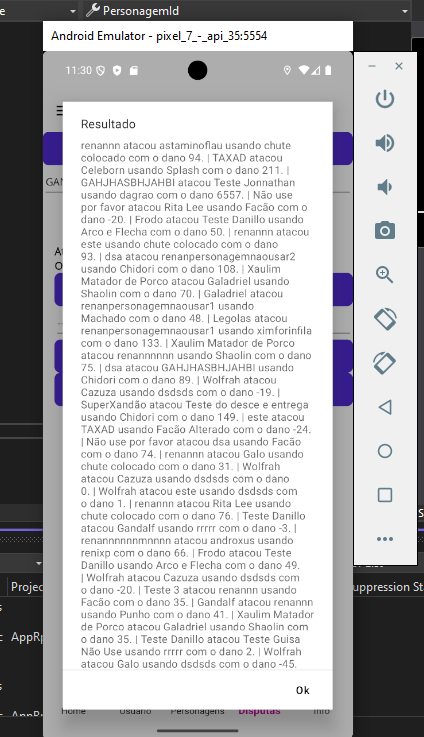 PersonagemId
Android Emulator - pixel_7_-_api_35:5554
11:30
Resultado
renannn atacou astaminoflau usando chute
colocado com o dano 94. | TAXAD atacou
Celeborn usando Splash com o dano 211. |
GAHJHASBHJAHBI atacou Teste Jonnathan
usando dagrao com o dano 6557. | Não use
por favor atacou Rita Lee usando Facão com o
dano -20. | Frodo atacou Teste Danillo usando
Arco e Flecha com o dano 50. | renannn atacou
este usando chute colocado com o dano
93. | dsa atacou renanpersonagemnaousar2
usando Chidori com o dano 108. | Xaulim
Matador de Porco atacou Galadriel usando
Shaolin com o dano 70. | Galadriel atacou
renanpersonagemnaousar1 usando
Machado com o dano 48. | Legolas atacou
renanpersonagemnaousar1 usando ximforinfila
com o dano 133. | Xaulim Matador de Porco
atacou renannnnnn usando Shaolin com o dano
75. | dsa atacou GAHJHASBHJAHBI usando
Chidori com o dano 89. | Wolfrah atacou
Cazuza usando dsdsds com o dano -19. |
SuperXandão atacou Teste do desce e entrega
usando Chidori com o dano 149. | este atacou
TAXAD usando Facão Alterado com o dano -24.
| Não use por favor atacou dsa usando Facão
com o dano 74. | renannn atacou Galo usando
chute colocado com o dano 31. | Wolfrah
atacou Cazuza usando dsdsds com o dano
0. | Wolfrah atacou este usando dsdsds com
o dano 1. | renannn atacou Rita Lee usando
chute colocado com o dano 76. | Teste Danillo
atacou Gandalf usando rrrrr com o dano -3. |
renannnnnnmnnnn atacou androxus usando
renixp com o dano 66. | Frodo atacou Teste
Danillo usando Arco e Flecha com o dano 49.
| Wolfrah atacou Cazuza usando dsdsds com o
dano -20. | Teste 3 atacou renannn usando
Facão com o dano 35. | Gandalf atacou renannn
usando Punho com o dano 41. | Xaulim Matador
de Porco atacou Galadriel usando Shaolin com
o dano 35. | Teste Danillo atacou Teste Guisa
Não Use usando rrrrr com o dano 2. | Wolfrah
atacou Galo usando dsdsds com o dano -45.
Ok
Home Usuário Personagens Disputas Info
Projec
uppression Sta
AppRp
AppRp